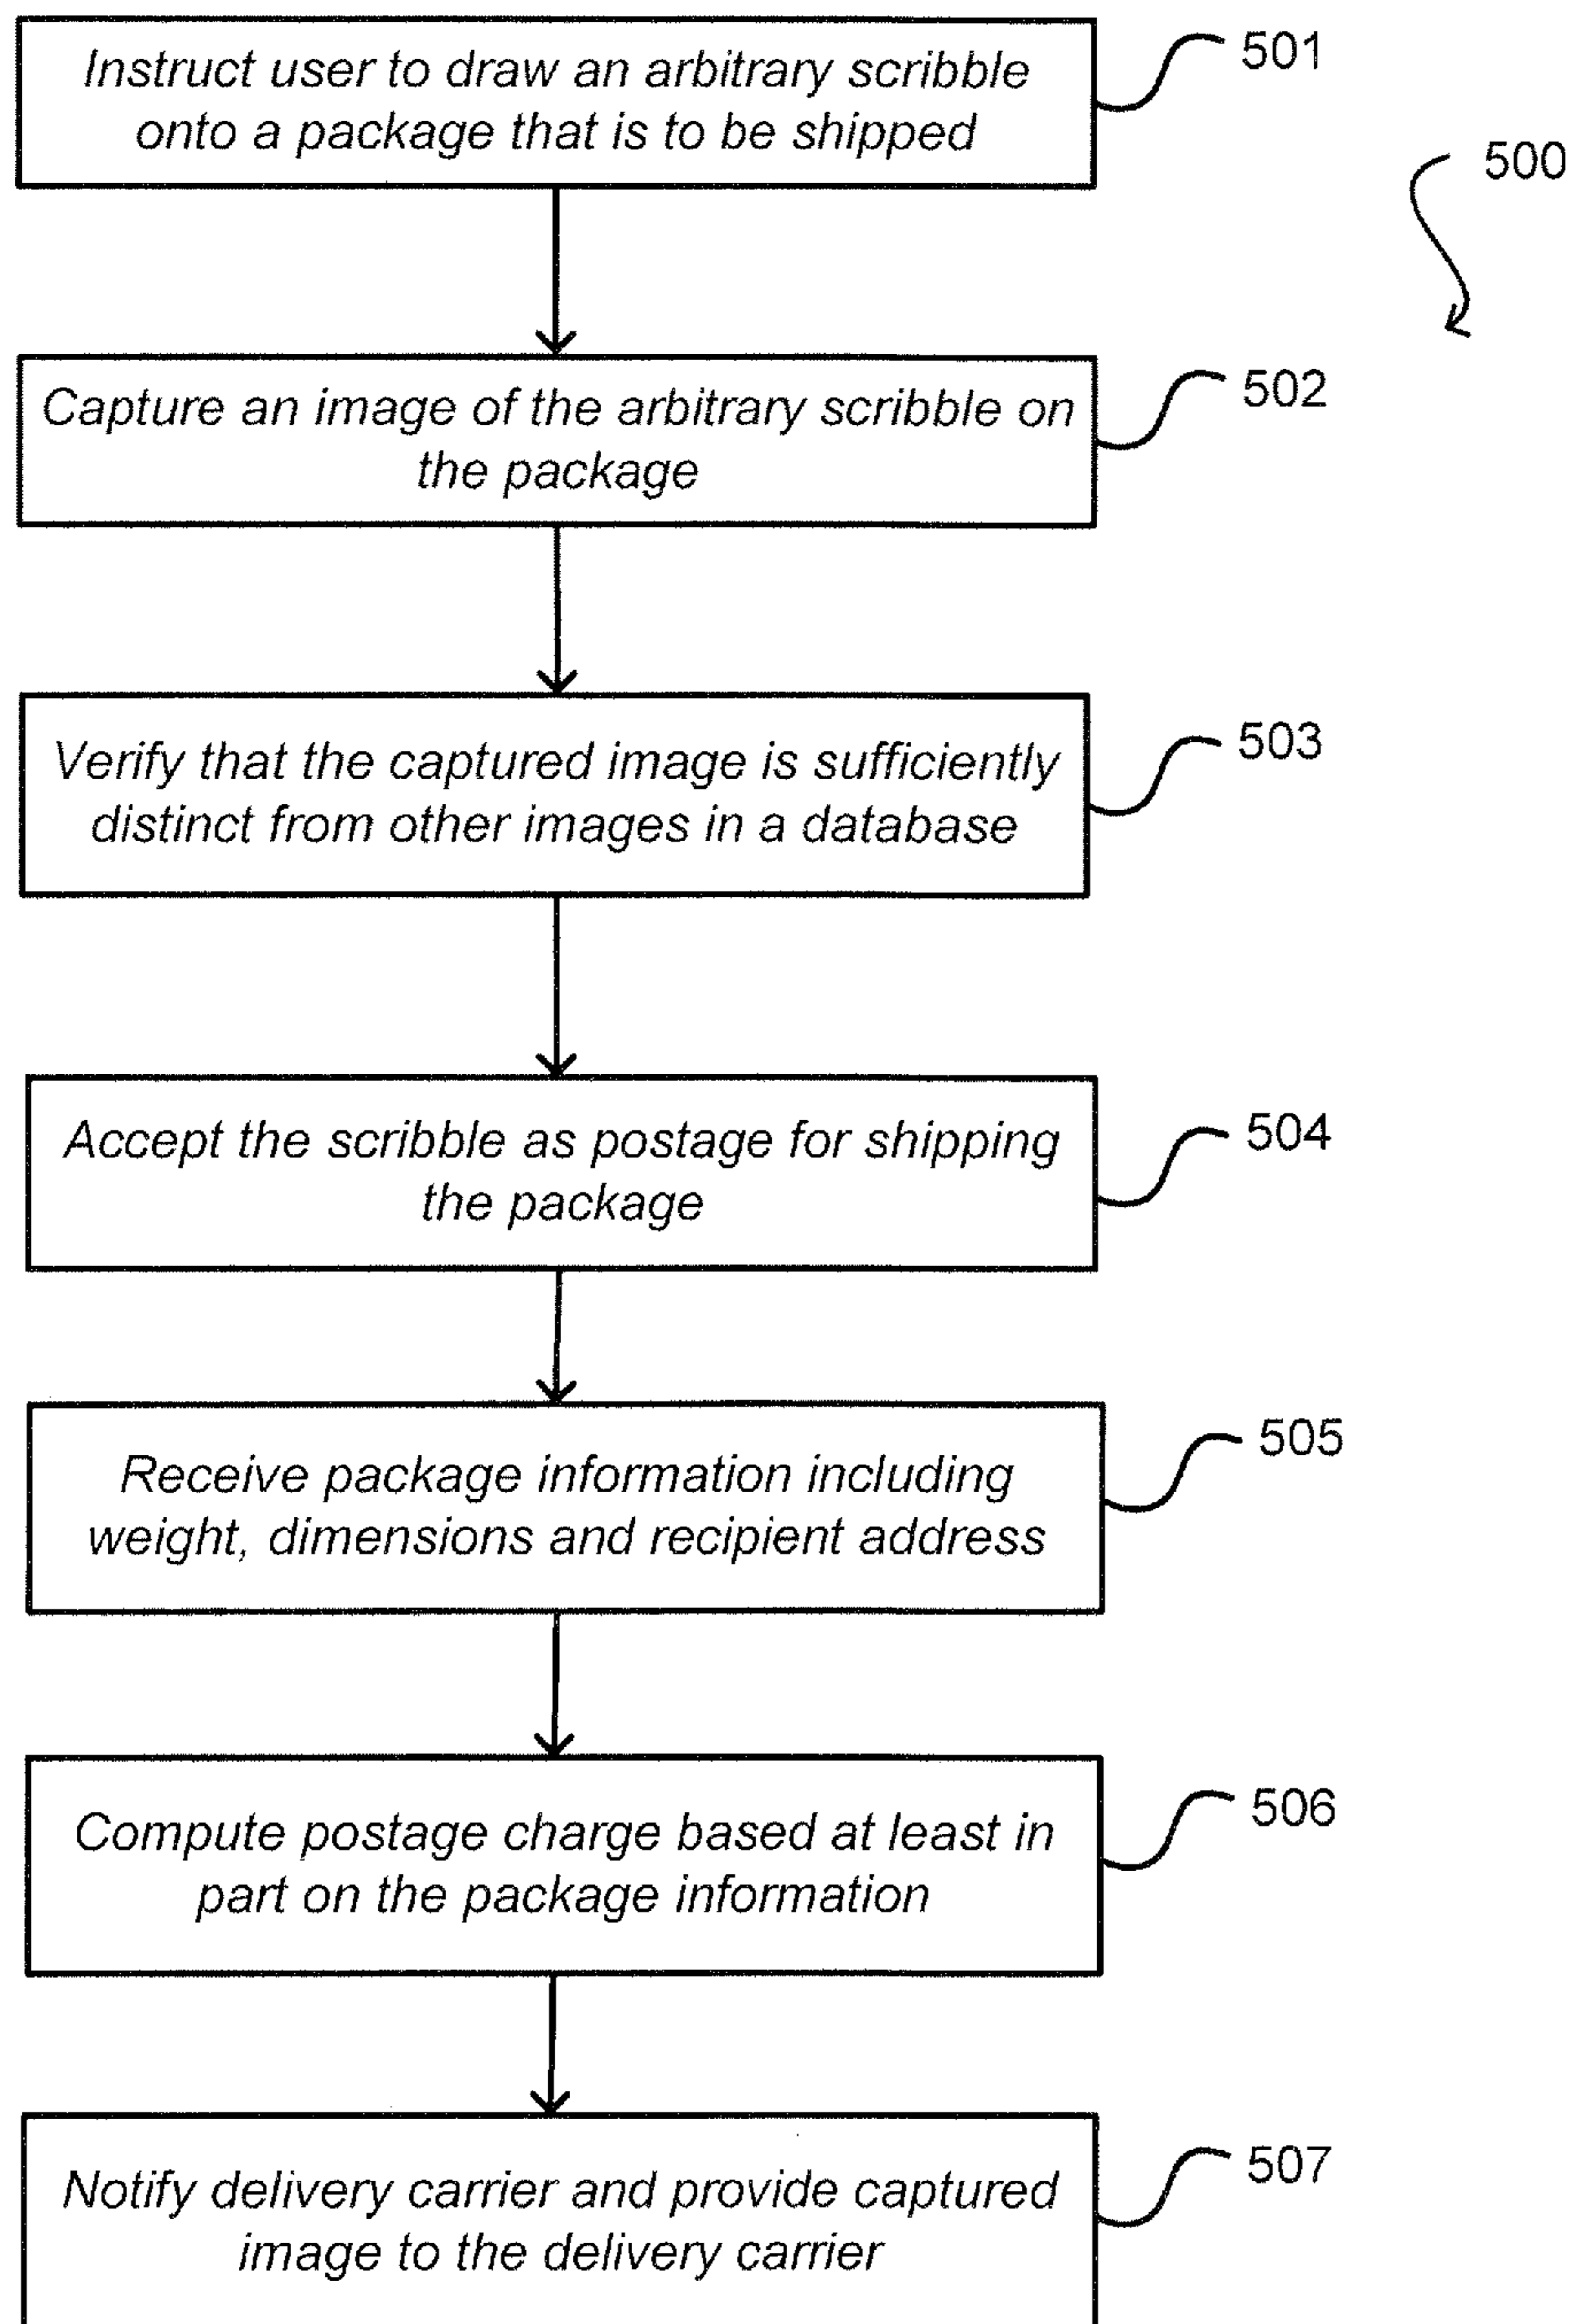 Instruct user to draw an arbitrary scribble
onto a package that is to be shipped
501
500
Capture an image of the arbitrary scribble on
the package
502
Verify that the captured image is sufficiently
distinct from other images in a database
503
Accept the scribble as postage for shipping
the package
504
Receive package information including
weight, dimensions and recipient address
505
Compute postage charge based at least in
part on the package information
506
Notify delivery carrier and provide captured
image to the delivery carrier
507